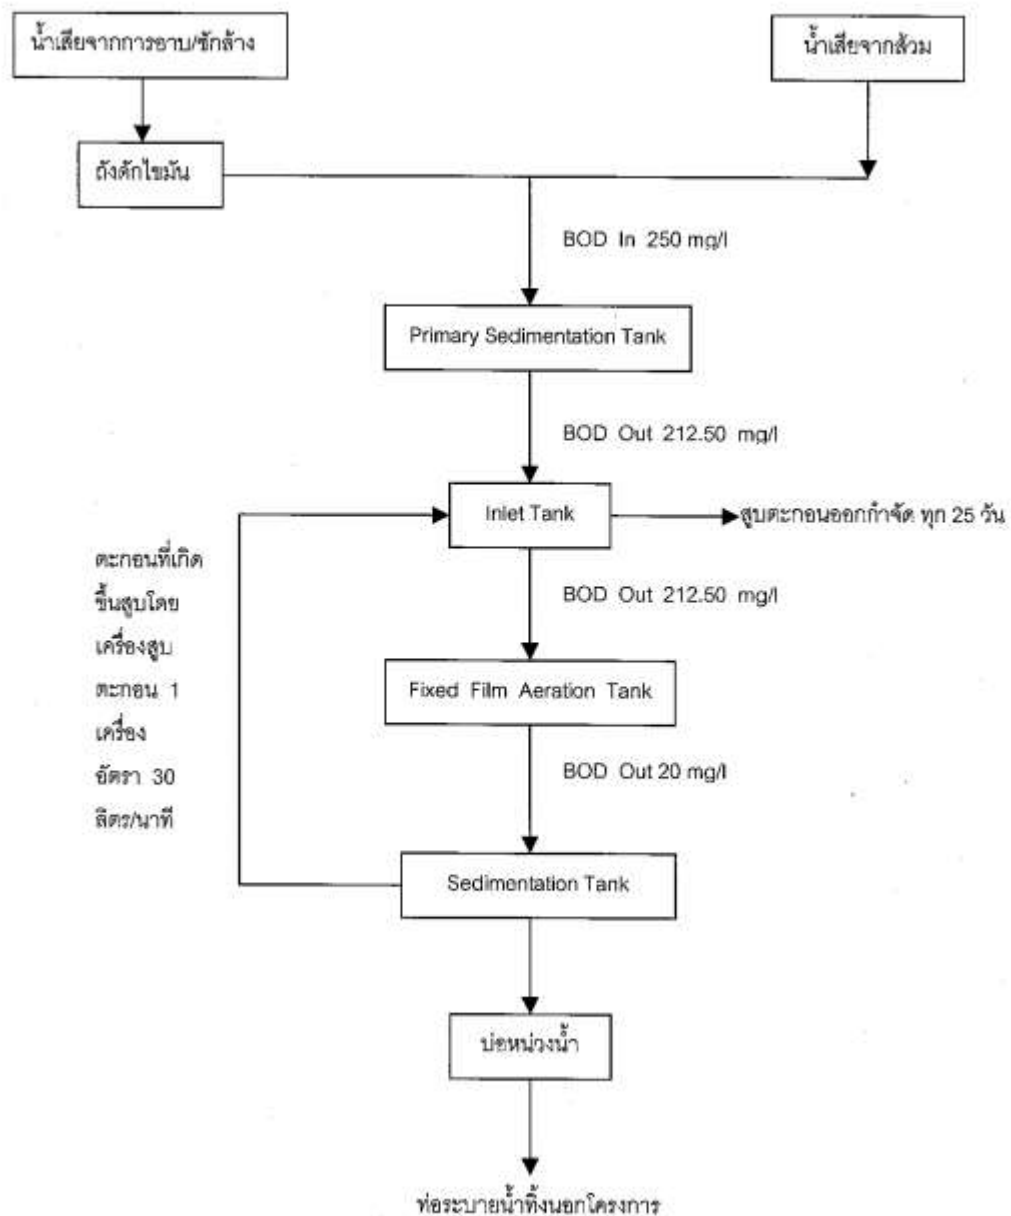 น้ำเสียจากการอาบ/ซักล้าง
น้ำเสียจากส้วม
ถังดักไขมัน
BOD In 250 mg/l
Primary Sedimentation Tank
BOD Out 212.50 mg/l
Inlet Tank
สูบตะกอนออกกำจัด ทุก 25 วัน
ตะกอนที่เกิด
ขึ้นสูบโดย
เครื่องสูบ
ตะกอน 1
เครื่อง
อัตรา 30
ลิตร/นาที
BOD Out 212.50 mg/l
Fixed Film Aeration Tank
BOD Out 20 mg/l
Sedimentation Tank
บ่อหน่วงน้ำ
ท่อระบายน้ำทิ้งนอกโครงการ